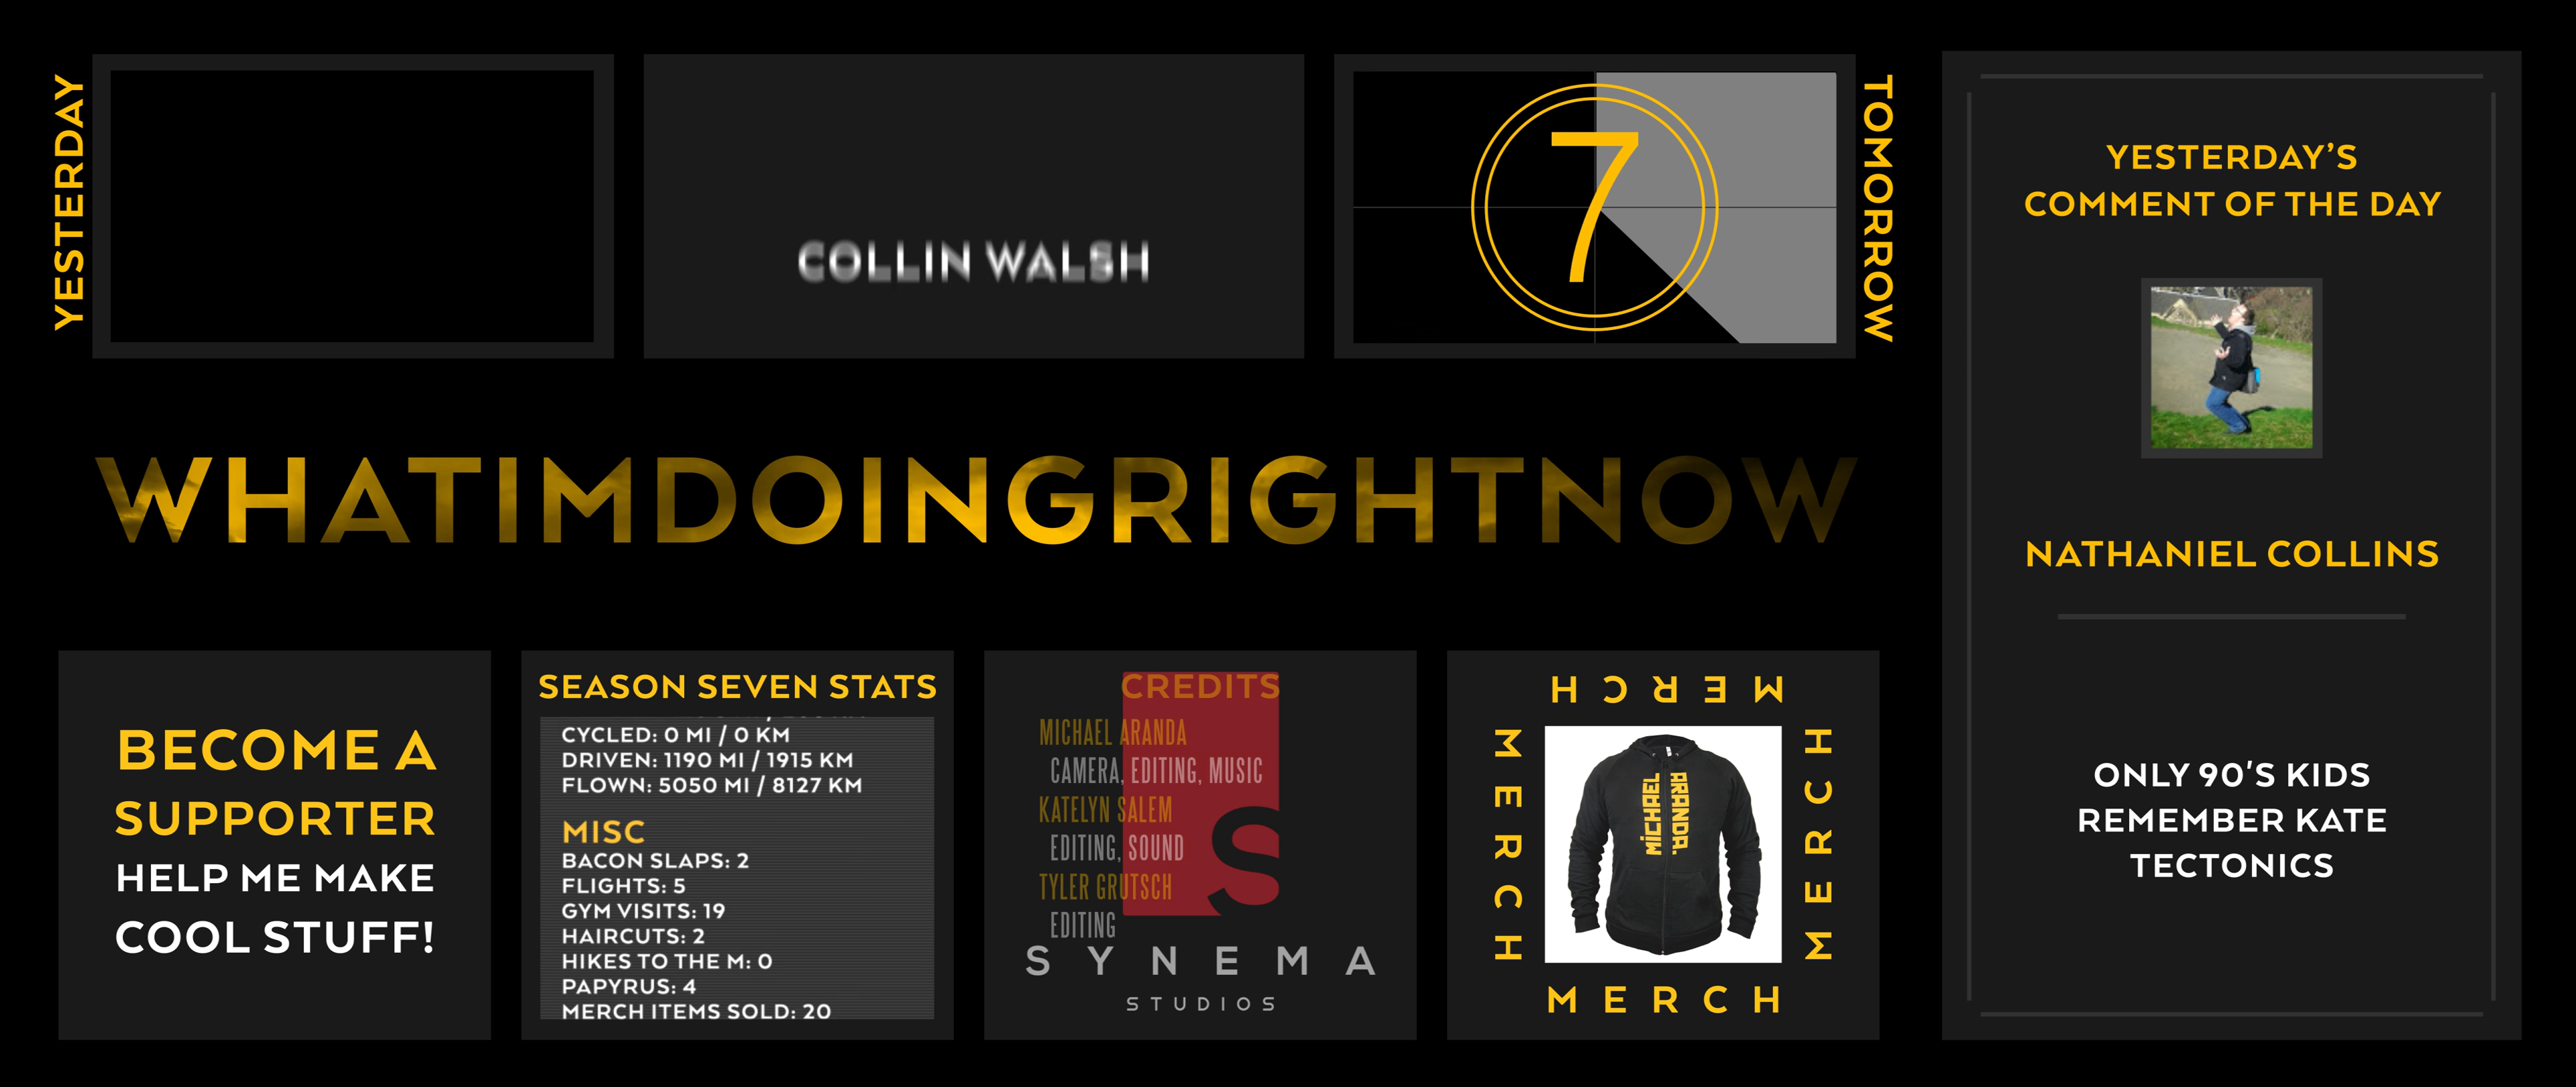 YESTERDAY
COLLIN WALSH
7
TOMORROW
WHATIMDOINGRIGHTNOW
BECOME A
SUPPORTER
HELP ME MAKE
COOL STUFF!
SEASON SEVEN STATS
CYCLED: 0 MI / 0 KM
DRIVEN: 1190 MI / 1915 KM
FLOWN: 5050 MI / 8127 KM
MISC
BACON SLAPS: 2
FLIGHTS: 5
GYM VISITS: 19
HAIRCUTS: 2
HIKES TO THE M: 0
PAPYRUS: 4
MERCH ITEMS SOLD: 20
CREDITS
MICHAEL ARANDA
CAMERA, EDITING, MUSIC
KATELYN SALEM
EDITING, SOUND
TYLER GRUTSCH
EDITING
S
SYNEMA
STUDIOS
MERCH
MERCH
MERCH
MERCH
MICHAEL
ARANDA.
YESTERDAY'S
COMMENT OF THE DAY
NATHANIEL COLLINS
ONLY 90'S KIDS
REMEMBER KATE
TECTONICS